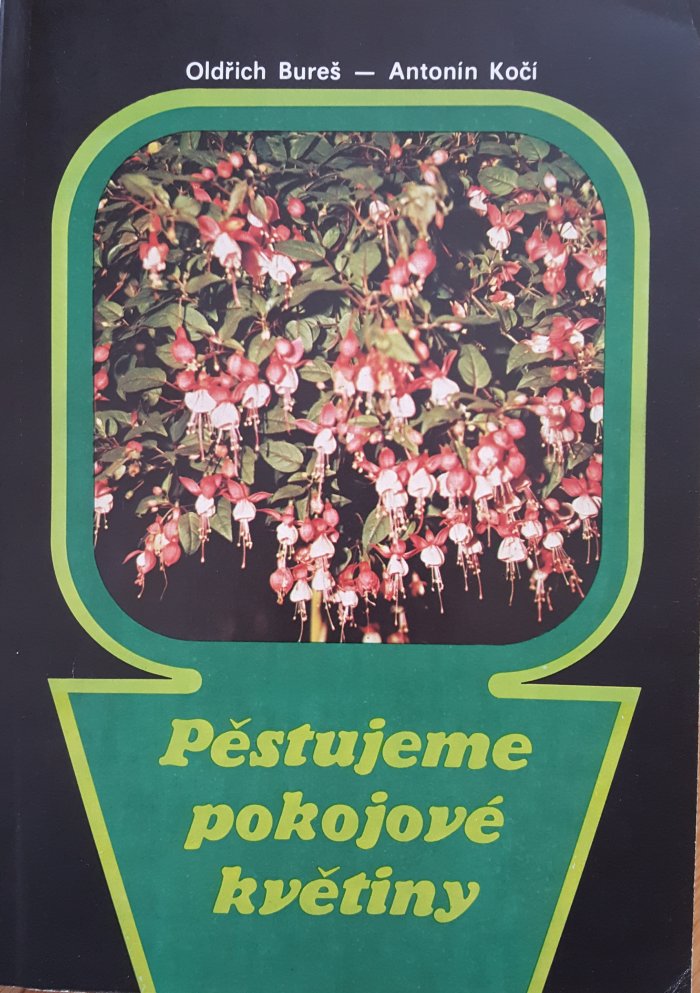 Oldřich Bureš — Antonín Kočí
Pěstujeme
pokojové
květiny